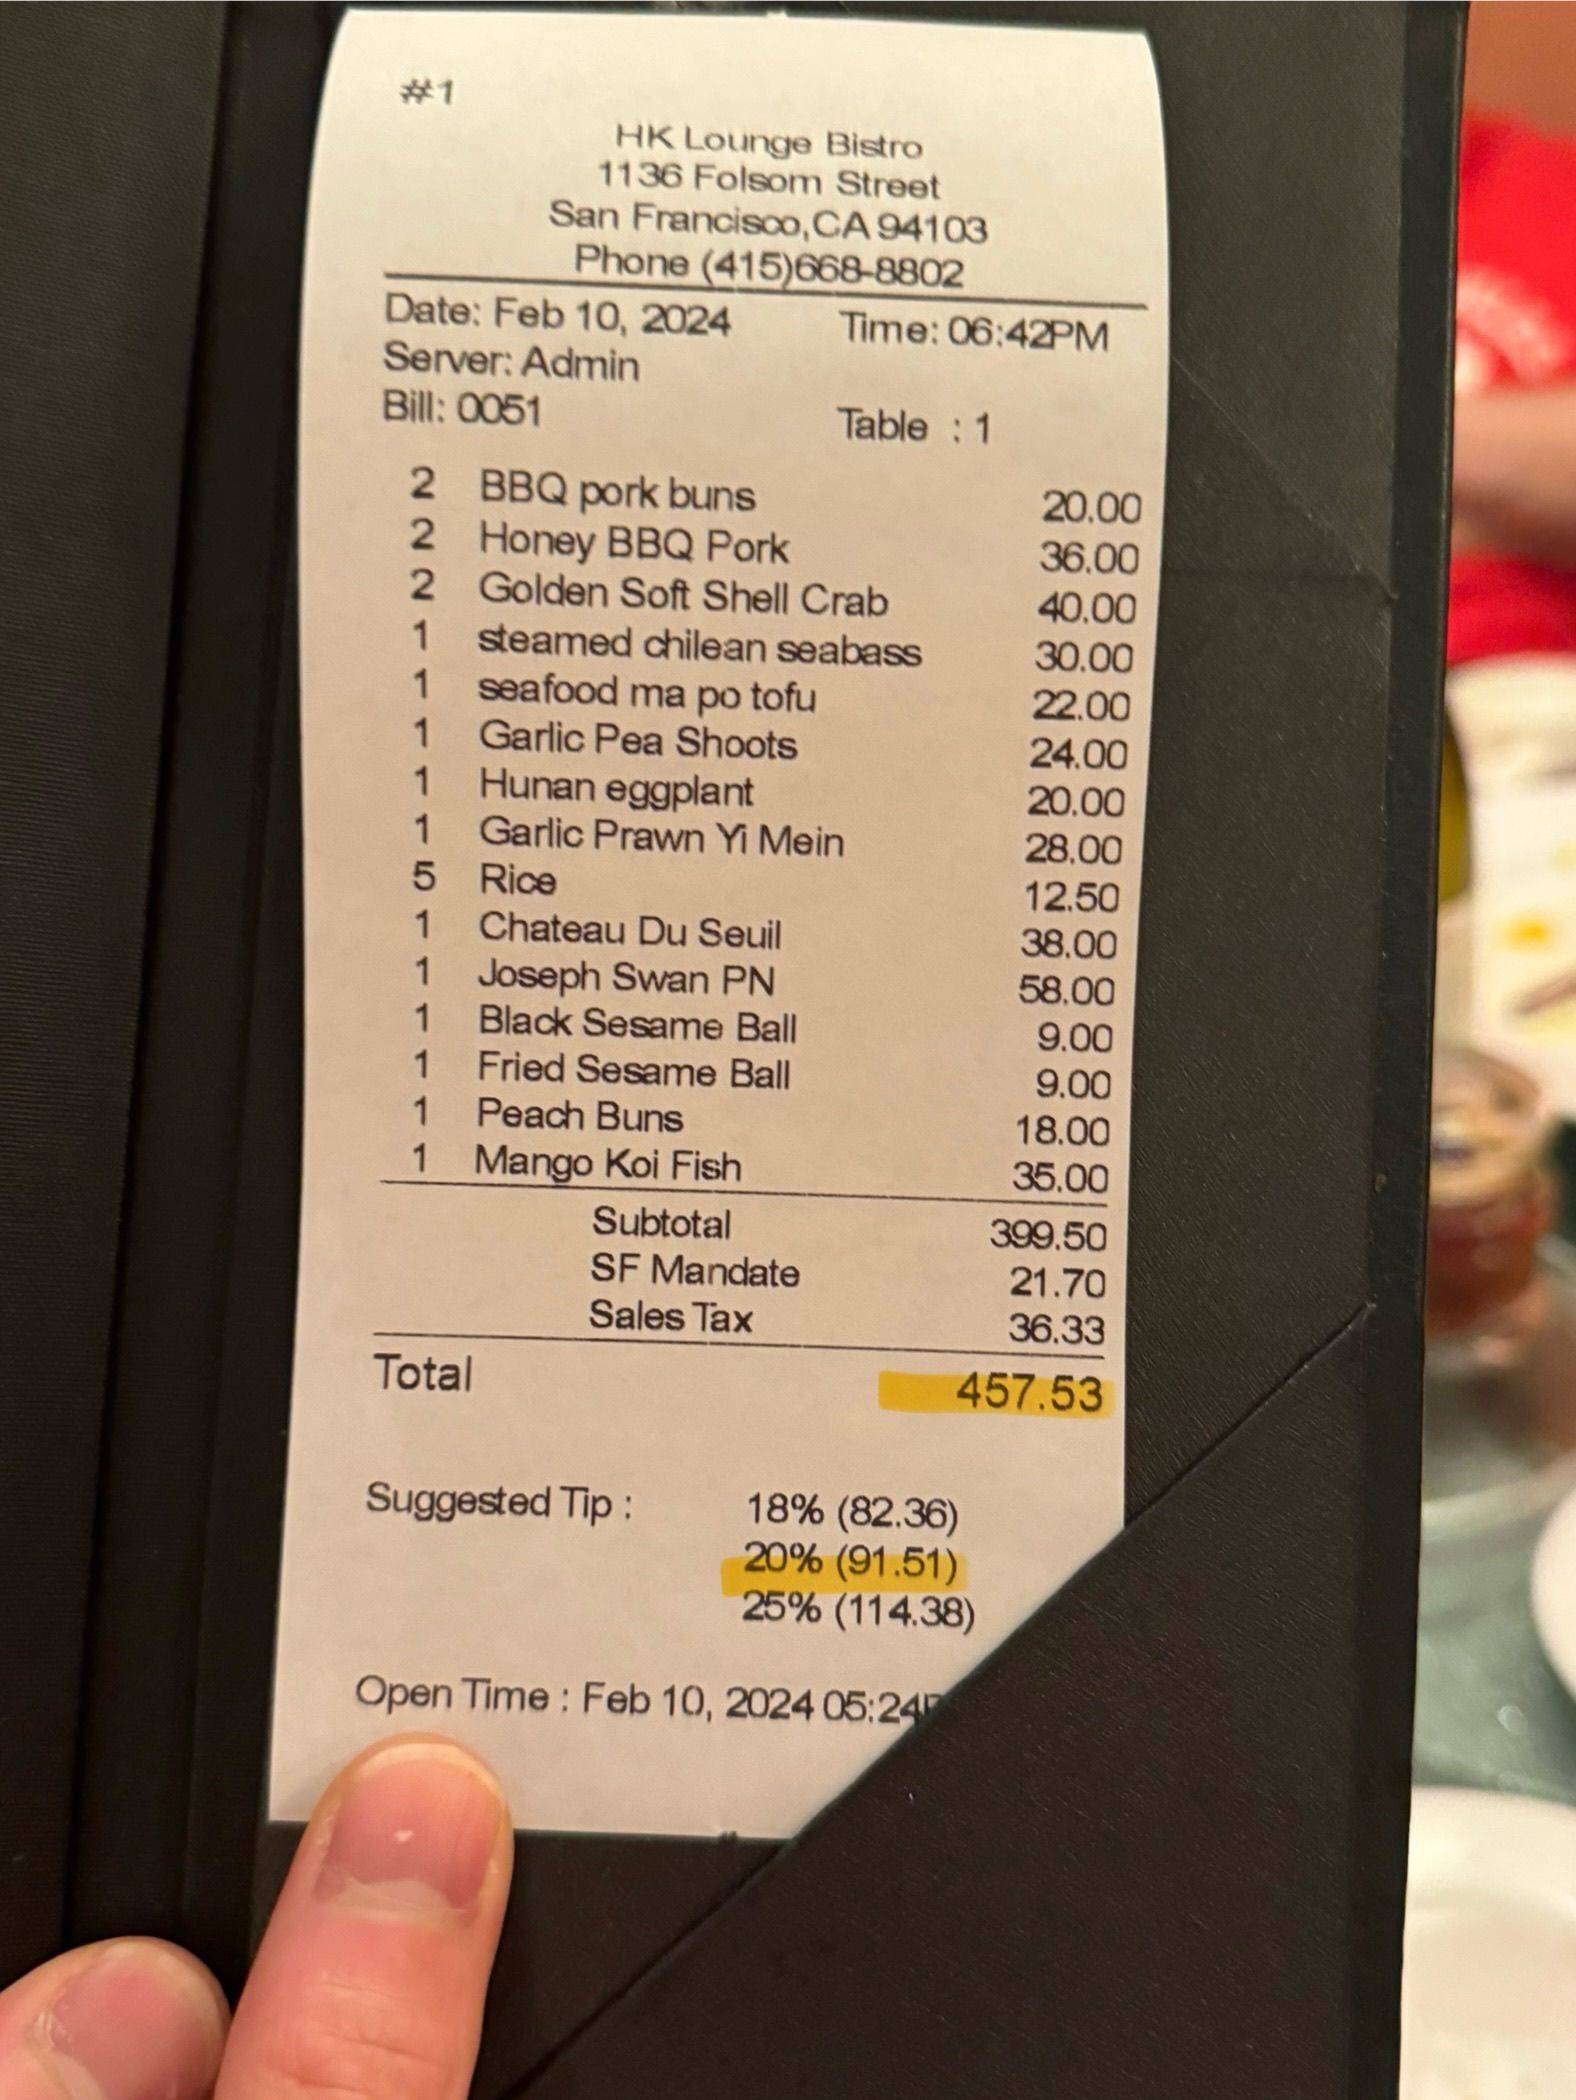 #1
HK Lounge Bistro
1136 Folsom Street
San Francisco,CA 94103
Phone (415)668-8802
Date: Feb 10, 2024 Time: 06:42PM
Server: Admin
Bill: 0051 Table : 1
2 BBQ pork buns 20.00
2 Honey BBQ Pork 36.00
2 Golden Soft Shell Crab 40.00
1 steamed chilean seabass 30.00
1 seafood ma po tofu 22.00
1 Garlic Pea Shoots 24.00
1 Hunan eggplant 20.00
1 Garlic Prawn Yi Mein 28.00
5 Rice 12.50
1 Chateau Du Seuil 38.00
1 Joseph Swan PN 58.00
1 Black Sesame Ball 9.00
1 Fried Sesame Ball 9.00
1 Peach Buns 18.00
1 Mango Koi Fish 35.00
Subtotal 399.50
SF Mandate 21.70
Sales Tax 36.33
Total 457.53
Suggested Tip : 18% (82.36)
20% (91.51)
25% (114.38)
Open Time : Feb 10, 2024 05:24